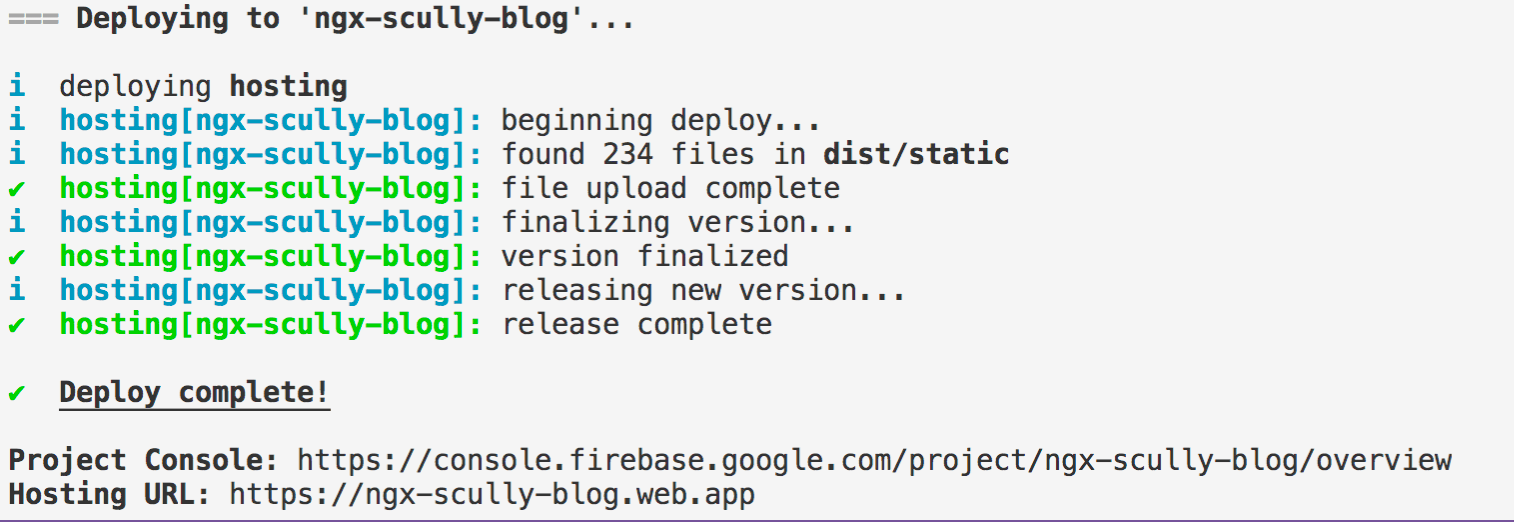 === Deploying to 'ngx-scully-blog'...
i deploying hosting
i hosting[ngx-scully-blog]: beginning deploy...
i hosting[ngx-scully-blog]: found 234 files in dist/static
✔ hosting[ngx-scully-blog]: file upload complete
i hosting[ngx-scully-blog]: finalizing version...
✔ hosting[ngx-scully-blog]: version finalized
i hosting[ngx-scully-blog]: releasing new version...
✔ hosting[ngx-scully-blog]: release complete
✔ Deploy complete!
Project Console: https://console.firebase.google.com/project/ngx-scully-blog/overview
Hosting URL: https://ngx-scully-blog.web.app